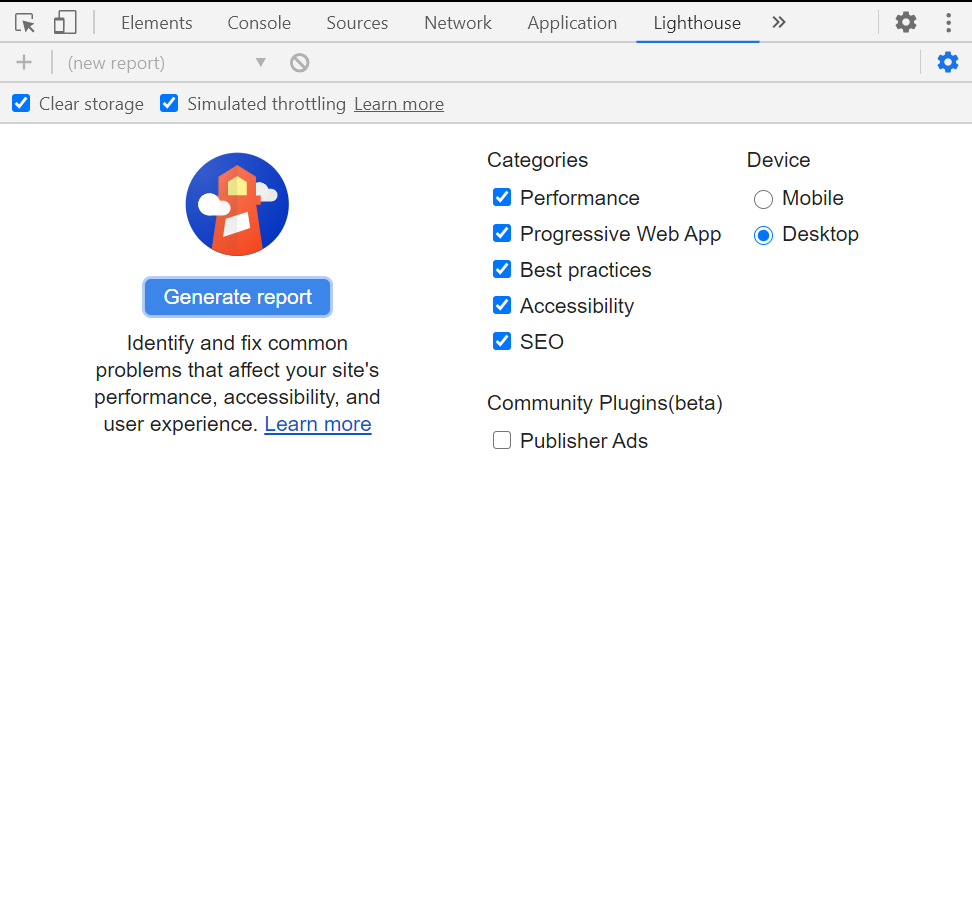 Elements Console Sources Network Application Lighthouse
(new report)
Clear storage Simulated throttling Learn more
Generate report
Identify and fix common
problems that affect your site's
performance, accessibility, and
user experience. Learn more
Categories
Performance
Progressive Web App
Best practices
Accessibility
SEO
Community Plugins(beta)
Publisher Ads
Device
Mobile
Desktop